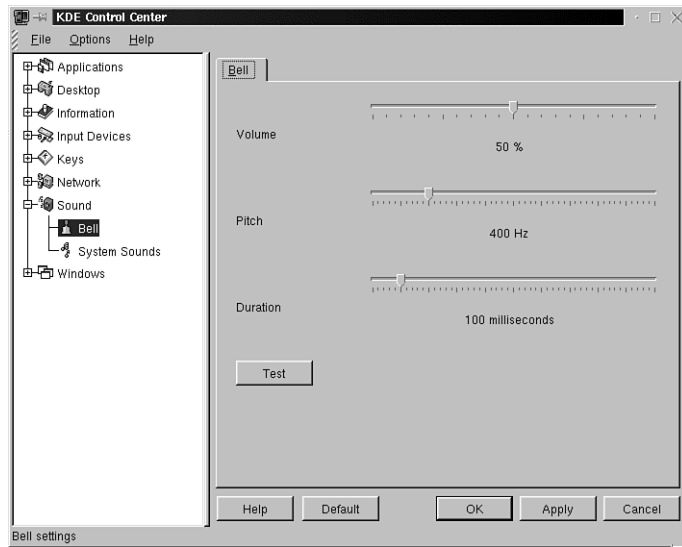 KDE Control Center
File Options Help
Applications
Desktop
Information
Input Devices
Keys
Network
Sound
Bell
System Sounds
Windows
Bell
Volume
50 %
Pitch
400 Hz
Duration
100 milliseconds
Test
Help Default OK Apply Cancel
Bell settings